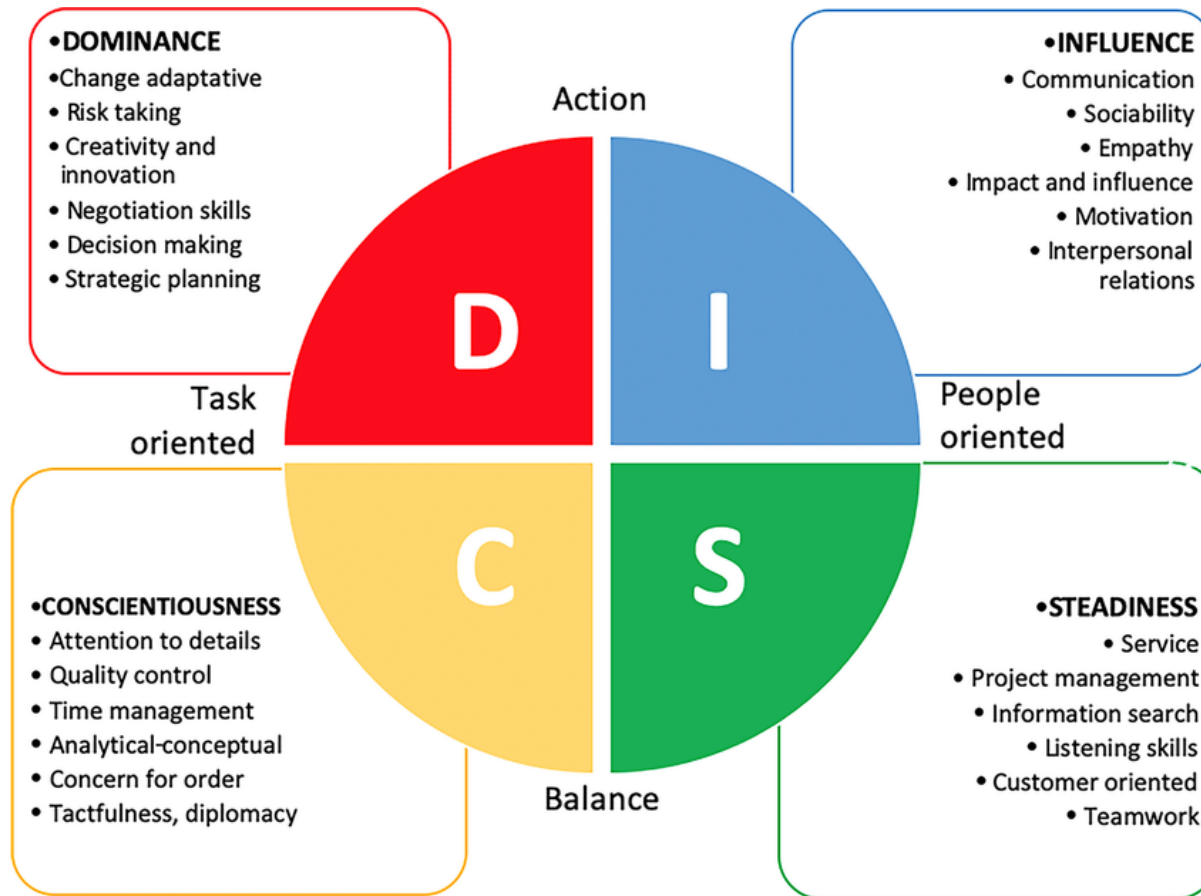 •DOMINANCE
•Change adaptative
• Risk taking
• Creativity and
innovation
• Negotiation skills
• Decision making
• Strategic planning
Action
•INFLUENCE
• Communication
• Sociability
• Empathy
• Impact and influence
• Motivation
• Interpersonal
relations
D
I
Task
oriented
People
oriented
C
S
•CONSCIENTIOUSNESS
• Attention to details
• Quality control
• Time management
• Analytical-conceptual
• Concern for order
• Tactfulness, diplomacy
Balance
•STEADINESS
• Service
• Project management
• Information search
• Listening skills
• Customer oriented
• Teamwork